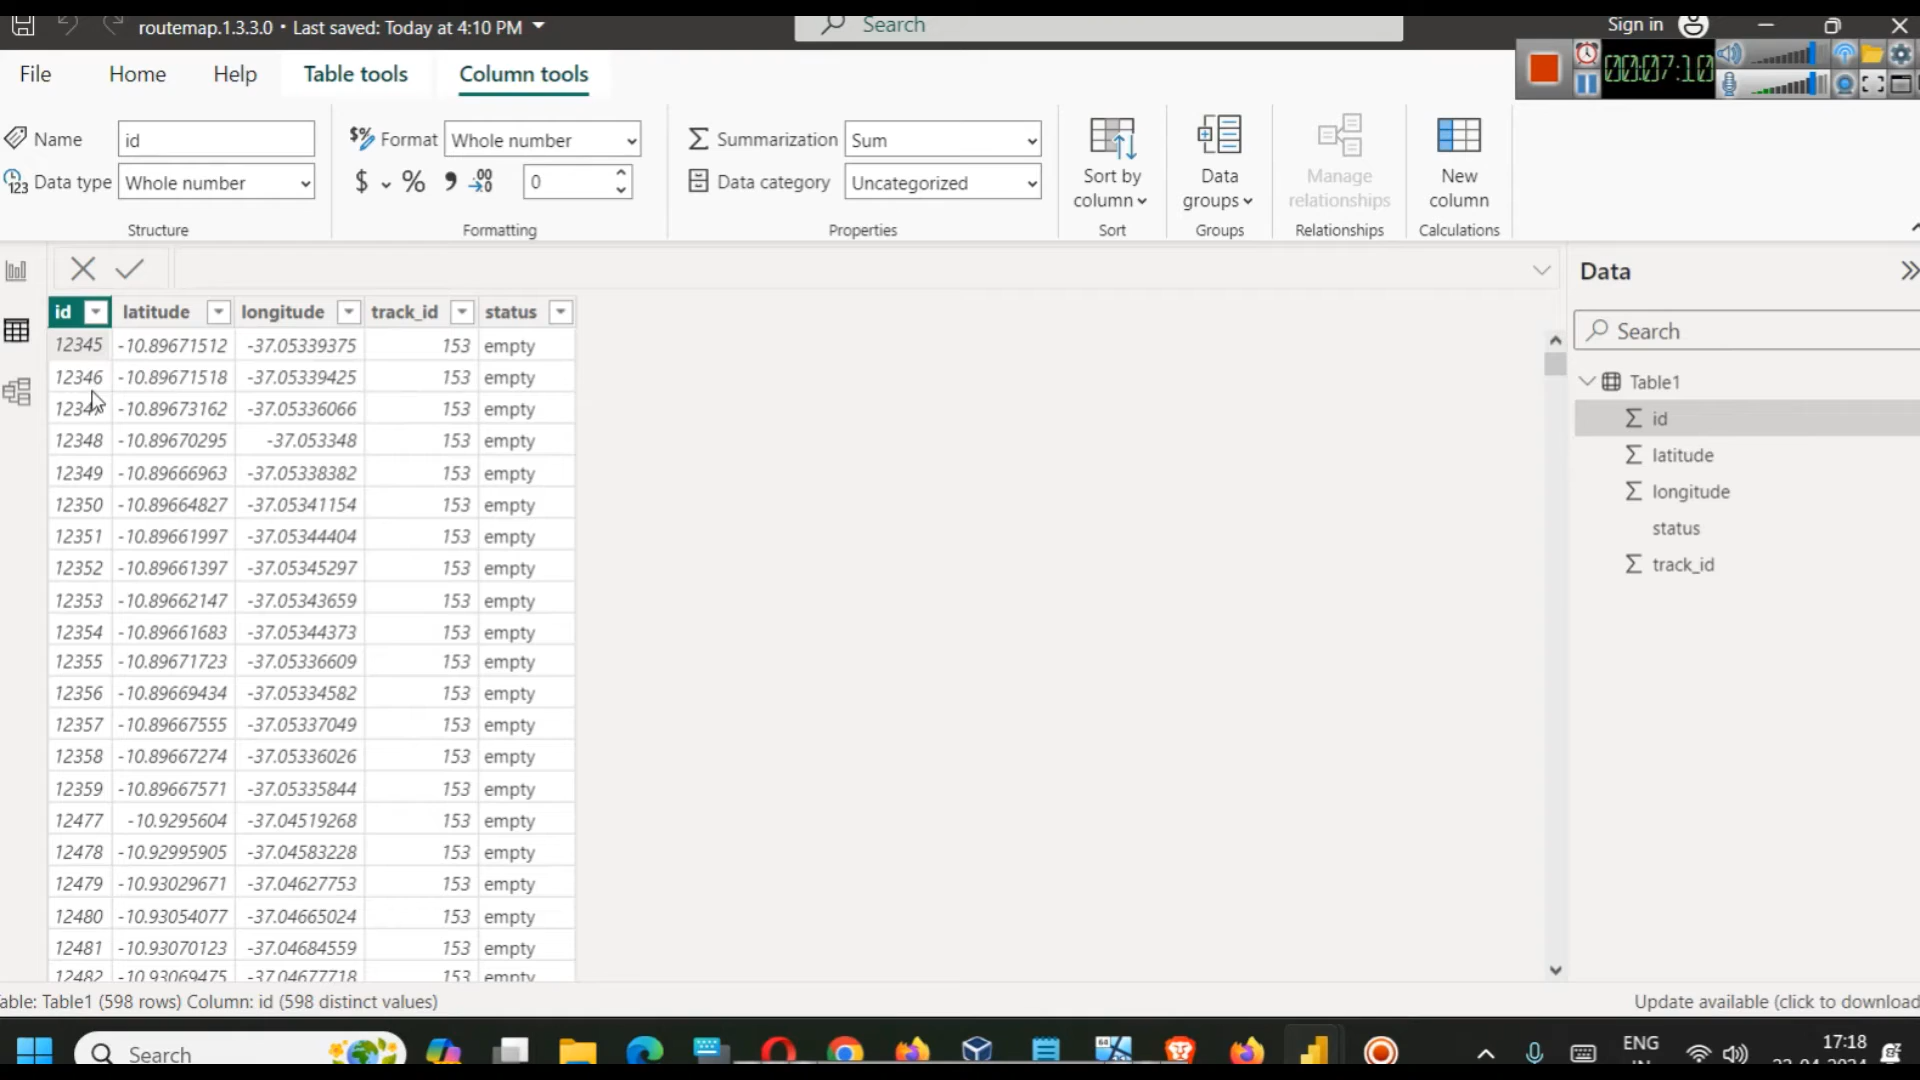 routemap.1.3.3.0 • Last saved: Today at 4:10 PM
Search
Sign in
File Home Help Table tools Column tools
00:07:10
Name id
Format Whole number
Summarization Sum
Data type Whole number
$ % 0
Data category Uncategorized
Sort by column
Data groups
Manage relationships
New column
Structure Formatting Properties Sort Groups Relationships Calculations
Data
id latitude longitude track_id status
12345 -10.89671512 -37.05339375 153 empty
12346 -10.89671518 -37.05339425 153 empty
12347 -10.89673162 -37.05336066 153 empty
12348 -10.89670295 -37.053348 153 empty
12349 -10.89666963 -37.05338382 153 empty
12350 -10.89664827 -37.05341154 153 empty
12351 -10.89661997 -37.05344404 153 empty
12352 -10.89661397 -37.05345297 153 empty
12353 -10.89662147 -37.05343659 153 empty
12354 -10.89661683 -37.05344373 153 empty
12355 -10.89671723 -37.05336609 153 empty
12356 -10.89669434 -37.05334582 153 empty
12357 -10.89667555 -37.05337049 153 empty
12358 -10.89667274 -37.05336026 153 empty
12359 -10.89667571 -37.05335844 153 empty
12477 -10.9295604 -37.04519268 153 empty
12478 -10.92995905 -37.04583228 153 empty
12479 -10.93029671 -37.04627753 153 empty
12480 -10.93054077 -37.04665024 153 empty
12481 -10.93070123 -37.04684559 153 empty
12482 -10.93069475 -37.04677718 153 empty
Search
Table1
id
latitude
longitude
status
track_id
able: Table1 (598 rows) Column: id (598 distinct values)
Update available (click to download
Search
ENG
17:18